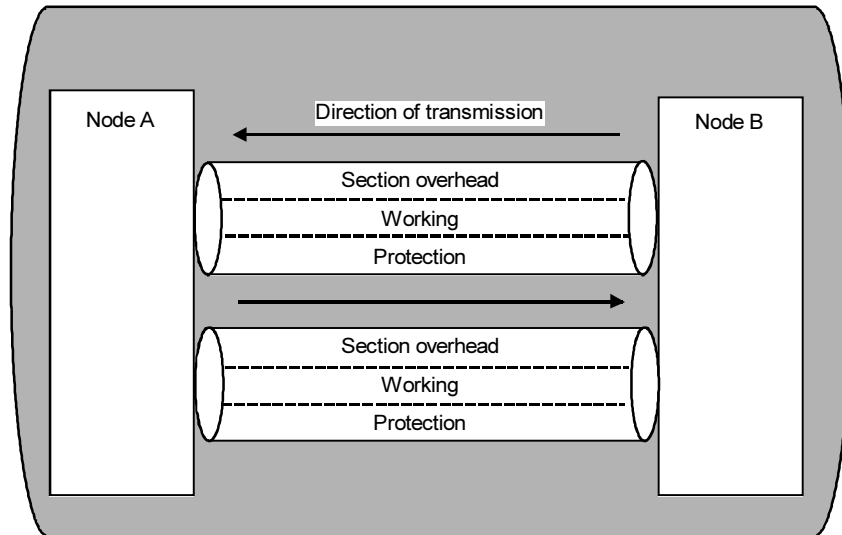 Direction of transmission
Node A
Node B
Section overhead
Working
Protection
Section overhead
Working
Protection